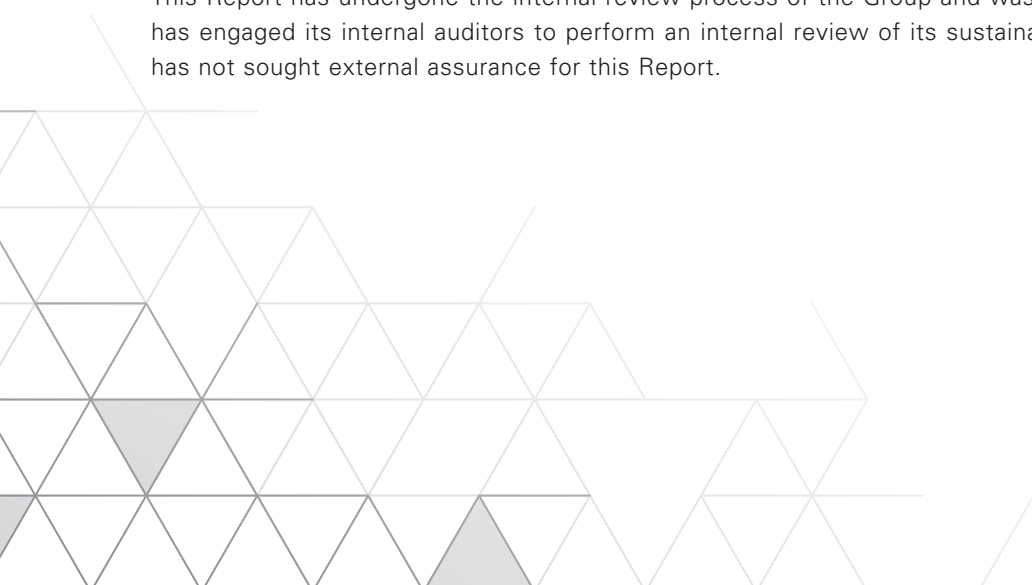 This Report has undergone the internal review process of the Group and was
has engaged its internal auditors to perform an internal review of its
has not sought external assurance for this Report.